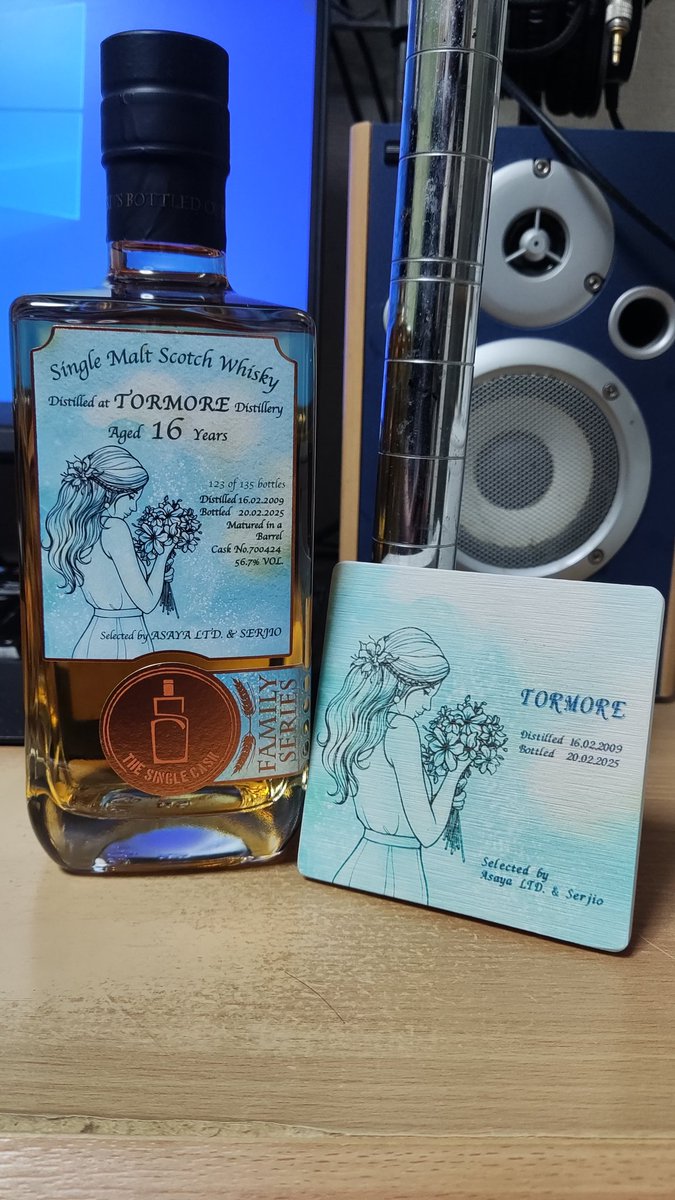 Single Malt Scotch Whisky
Distilled at TORMORE Distillery
Aged 16 Years
123 of 135 bottles
Distilled 16.02.2009
Bottled 20.02.2025
Matured in a
Barrel
Cask No.700424
56.7% VOL.
Selected by ASAYA LTD. & SERJIO
THE SINGLE CASK
FAMILY
SERIES
TORMORE
Distilled 16.02.2009
Bottled 20.02.2025
Selected by
Asaya LTD. & Serjio